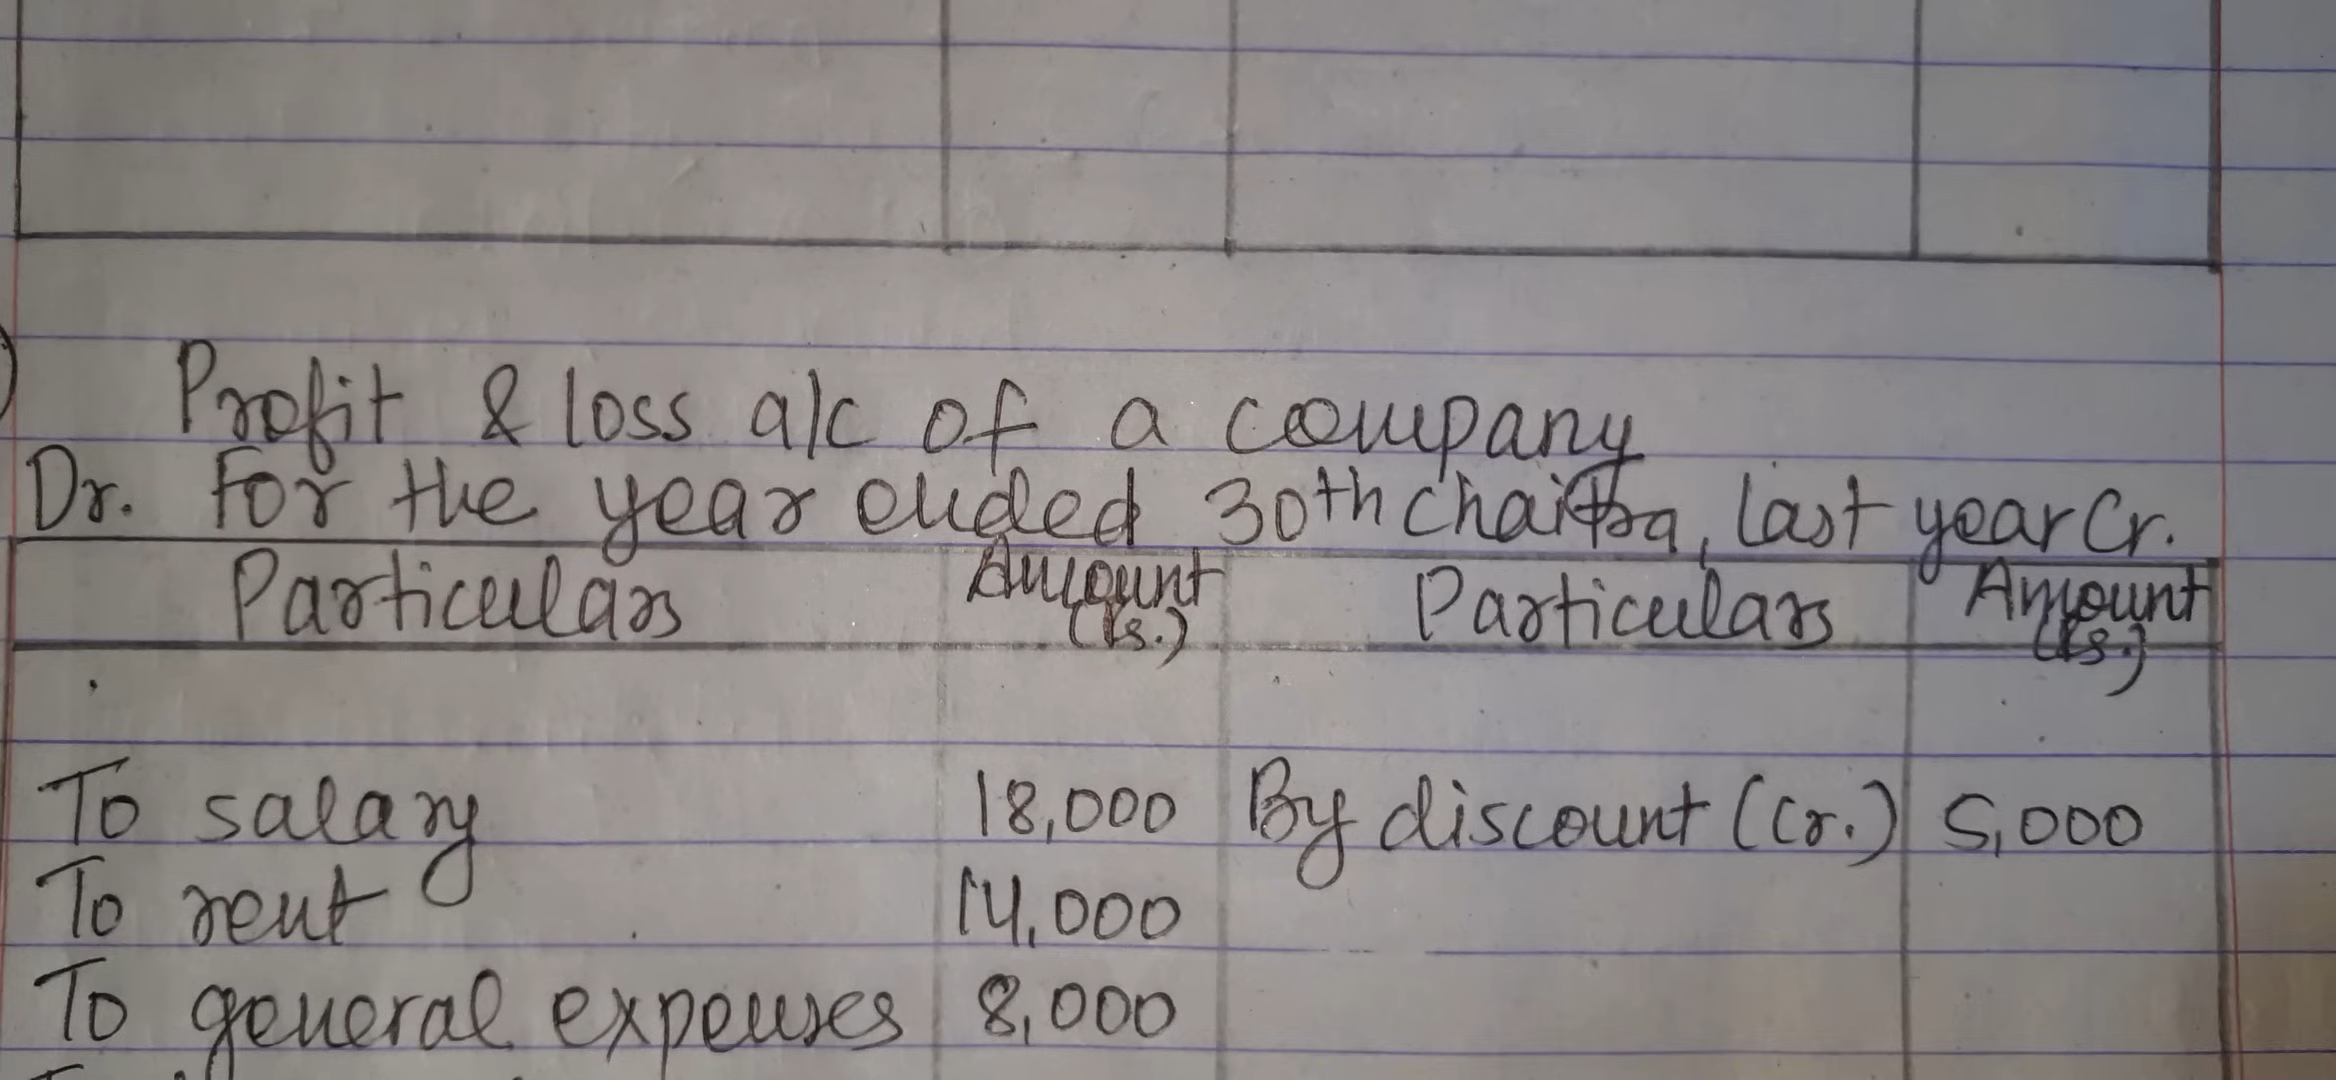 Profit & loss a/c of a company
Dr. For the year ended 30th chaitra, last year Cr.
Particulars Amount (Rs.) Particulars Amount (Rs.)
To salary 18,000 By discount (Cr.) 5,000
To rent 14,000
To general expenses 8,000